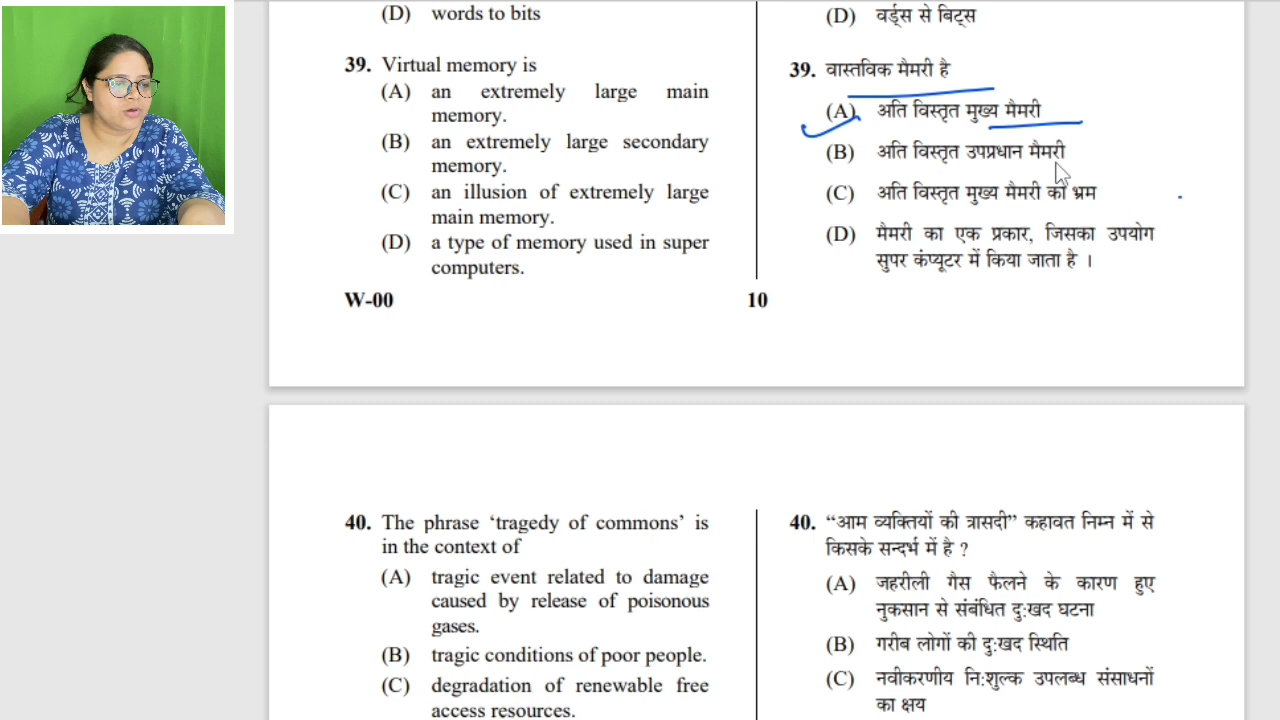 (D) words to bits
39. Virtual memory is
(A) an extremely large main
memory.
(B) an extremely large secondary
memory.
(C) an illusion of extremely large
main memory.
(D) a type of memory used in super
computers.
W-00
(D) वर्ड्स से बिट्स
39. वास्तविक मैमरी है
(A) अति विस्तृत मुख्य मैमरी
(B) अति विस्तृत उपप्रधान मैमरी
(C) अति विस्तृत मुख्य मैमरी का भ्रम
(D) मैमरी का एक प्रकार, जिसका उपयोग
सुपर कंप्यूटर में किया जाता है ।
10
40. The phrase ‘tragedy of commons’ is
in the context of
(A) tragic event related to damage
caused by release of poisonous
gases.
(B) tragic conditions of poor people.
(C) degradation of renewable free
access resources.
40. “आम व्यक्तियों की त्रासदी” कहावत निम्न में से
किसके सन्दर्भ में है ?
(A) जहरीली गैस फैलने के कारण हुए
नुकसान से संबंधित दुःखद घटना
(B) गरीब लोगों की दुःखद स्थिति
(C) नवीकरणीय निःशुल्क उपलब्ध संसाधनों
का क्षय